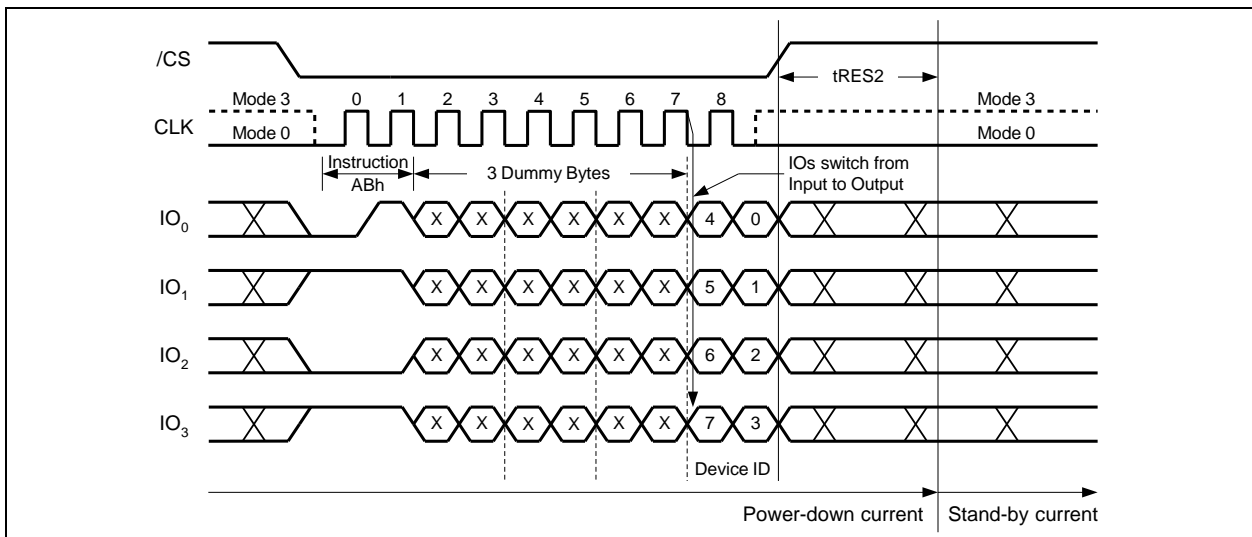 /CS
tRES2
0 1 2 3 4 5 6 7 8
Mode 3 Mode 3
CLK
Mode 0 Mode 0
Instruction
ABh
3 Dummy Bytes
IOs switch from
Input to Output
IO0 X X X X X X 4 0
IO1 X X X X X X 5 1
IO2 X X X X X X 6 2
IO3 X X X X X X 7 3
Device ID
Power-down current Stand-by current